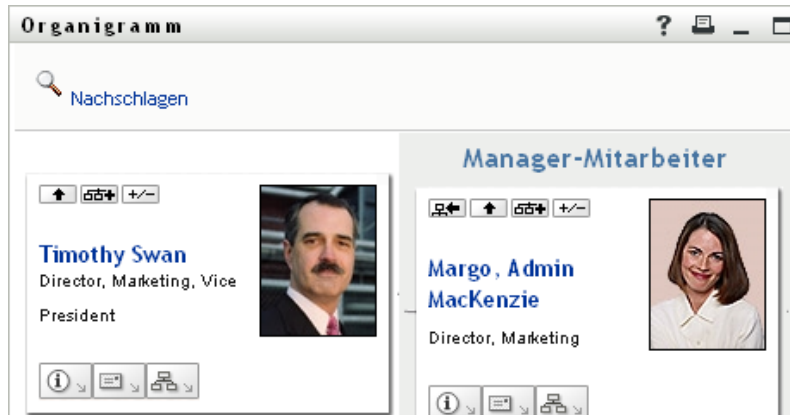 Organigramm
Nachschlagen
Manager-Mitarbeiter
+/−
Timothy Swan
Director, Marketing, Vice
President
+/−
Margo, Admin
MacKenzie
Director, Marketing